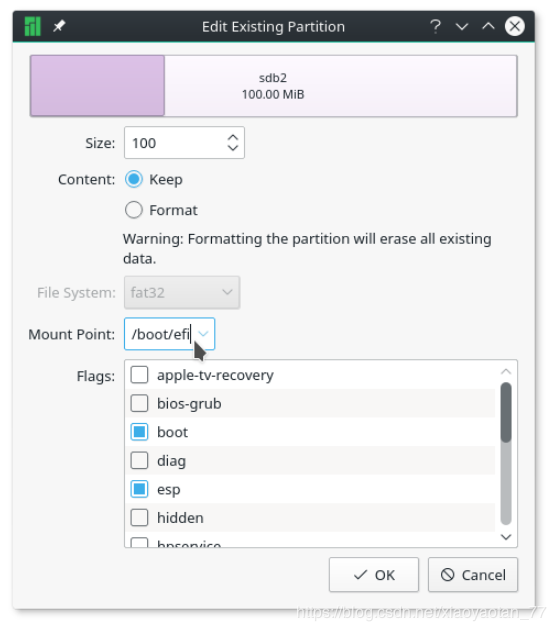 Edit Existing Partition
sdb2
100.00 MiB
Size: 100
Content: Keep
Format
Warning: Formatting the partition will erase all existing
data.
File System: fat32
Mount Point: /boot/efi
Flags: apple-tv-recovery
bios-grub
boot
diag
esp
hidden
hpservice
OK
Cancel
https://blog.csdn.net/xiaoyaotan_77